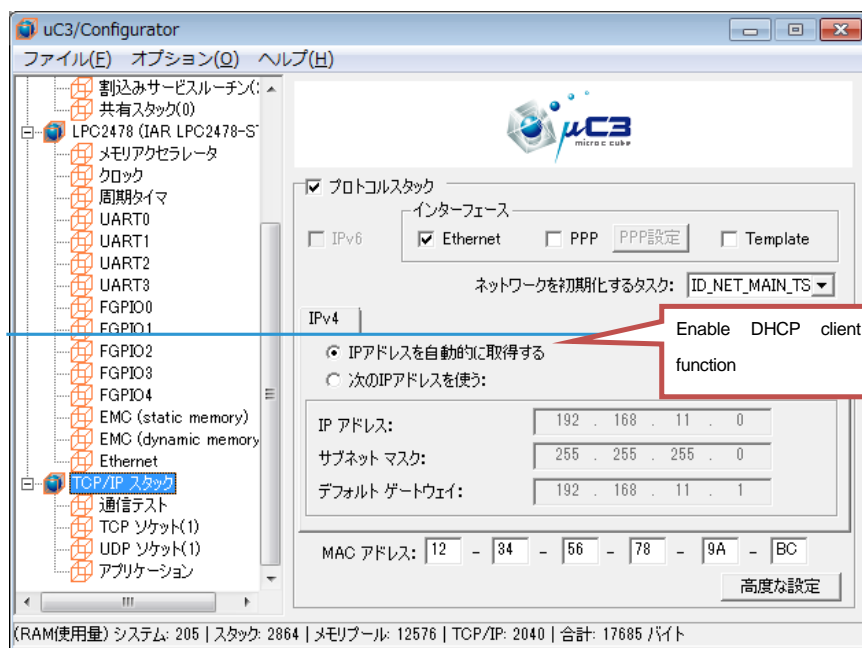 uC3/Configurator
ファイル(F) オプション(O) ヘルプ(H)
割込みサービスルーチン(
共有スタック(0)
LPC2478 (IAR LPC2478-S
メモリアクセラレータ
クロック
周期タイマ
UART0
UART1
UART2
UART3
FGPIO0
FGPIO1
FGPIO2
FGPIO3
FGPIO4
EMC (static memory)
EMC (dynamic memory
Ethernet
TCP/IP スタック
通信テスト
TCP ソケット(1)
UDP ソケット(1)
アプリケーション
μC3
micro c cube
プロトコルスタック
インターフェース
IPv6 Ethernet PPP PPP設定 Template
ネットワークを初期化するタスク: ID_NET_MAIN_TS
IPv4
Enable DHCP client
function
IPアドレスを自動的に取得する
次のIPアドレスを使う:
IP アドレス: 192 . 168 . 11 . 0
サブネット マスク: 255 . 255 . 255 . 0
デフォルト ゲートウェイ: 192 . 168 . 11 . 1
MAC アドレス: 12 - 34 - 56 - 78 - 9A - BC
高度な設定
(RAM使用量) システム: 205 | スタック: 2864 | メモリプール: 12576 | TCP/IP: 2040 | 合計: 17685 バイト